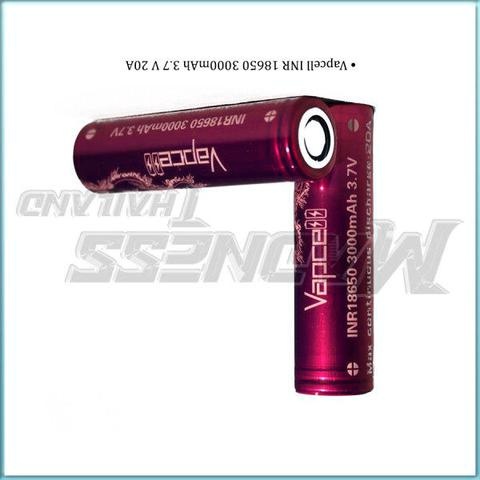 • Vapcell INR 18650 3000mAh 3.7 V 20A
INR18650 3000mAh 3.7V
Vapcell
Vapcell
INR18650 3000mAh 3.7V
Max continuous discharge:20A
MADNESS
THAILAND